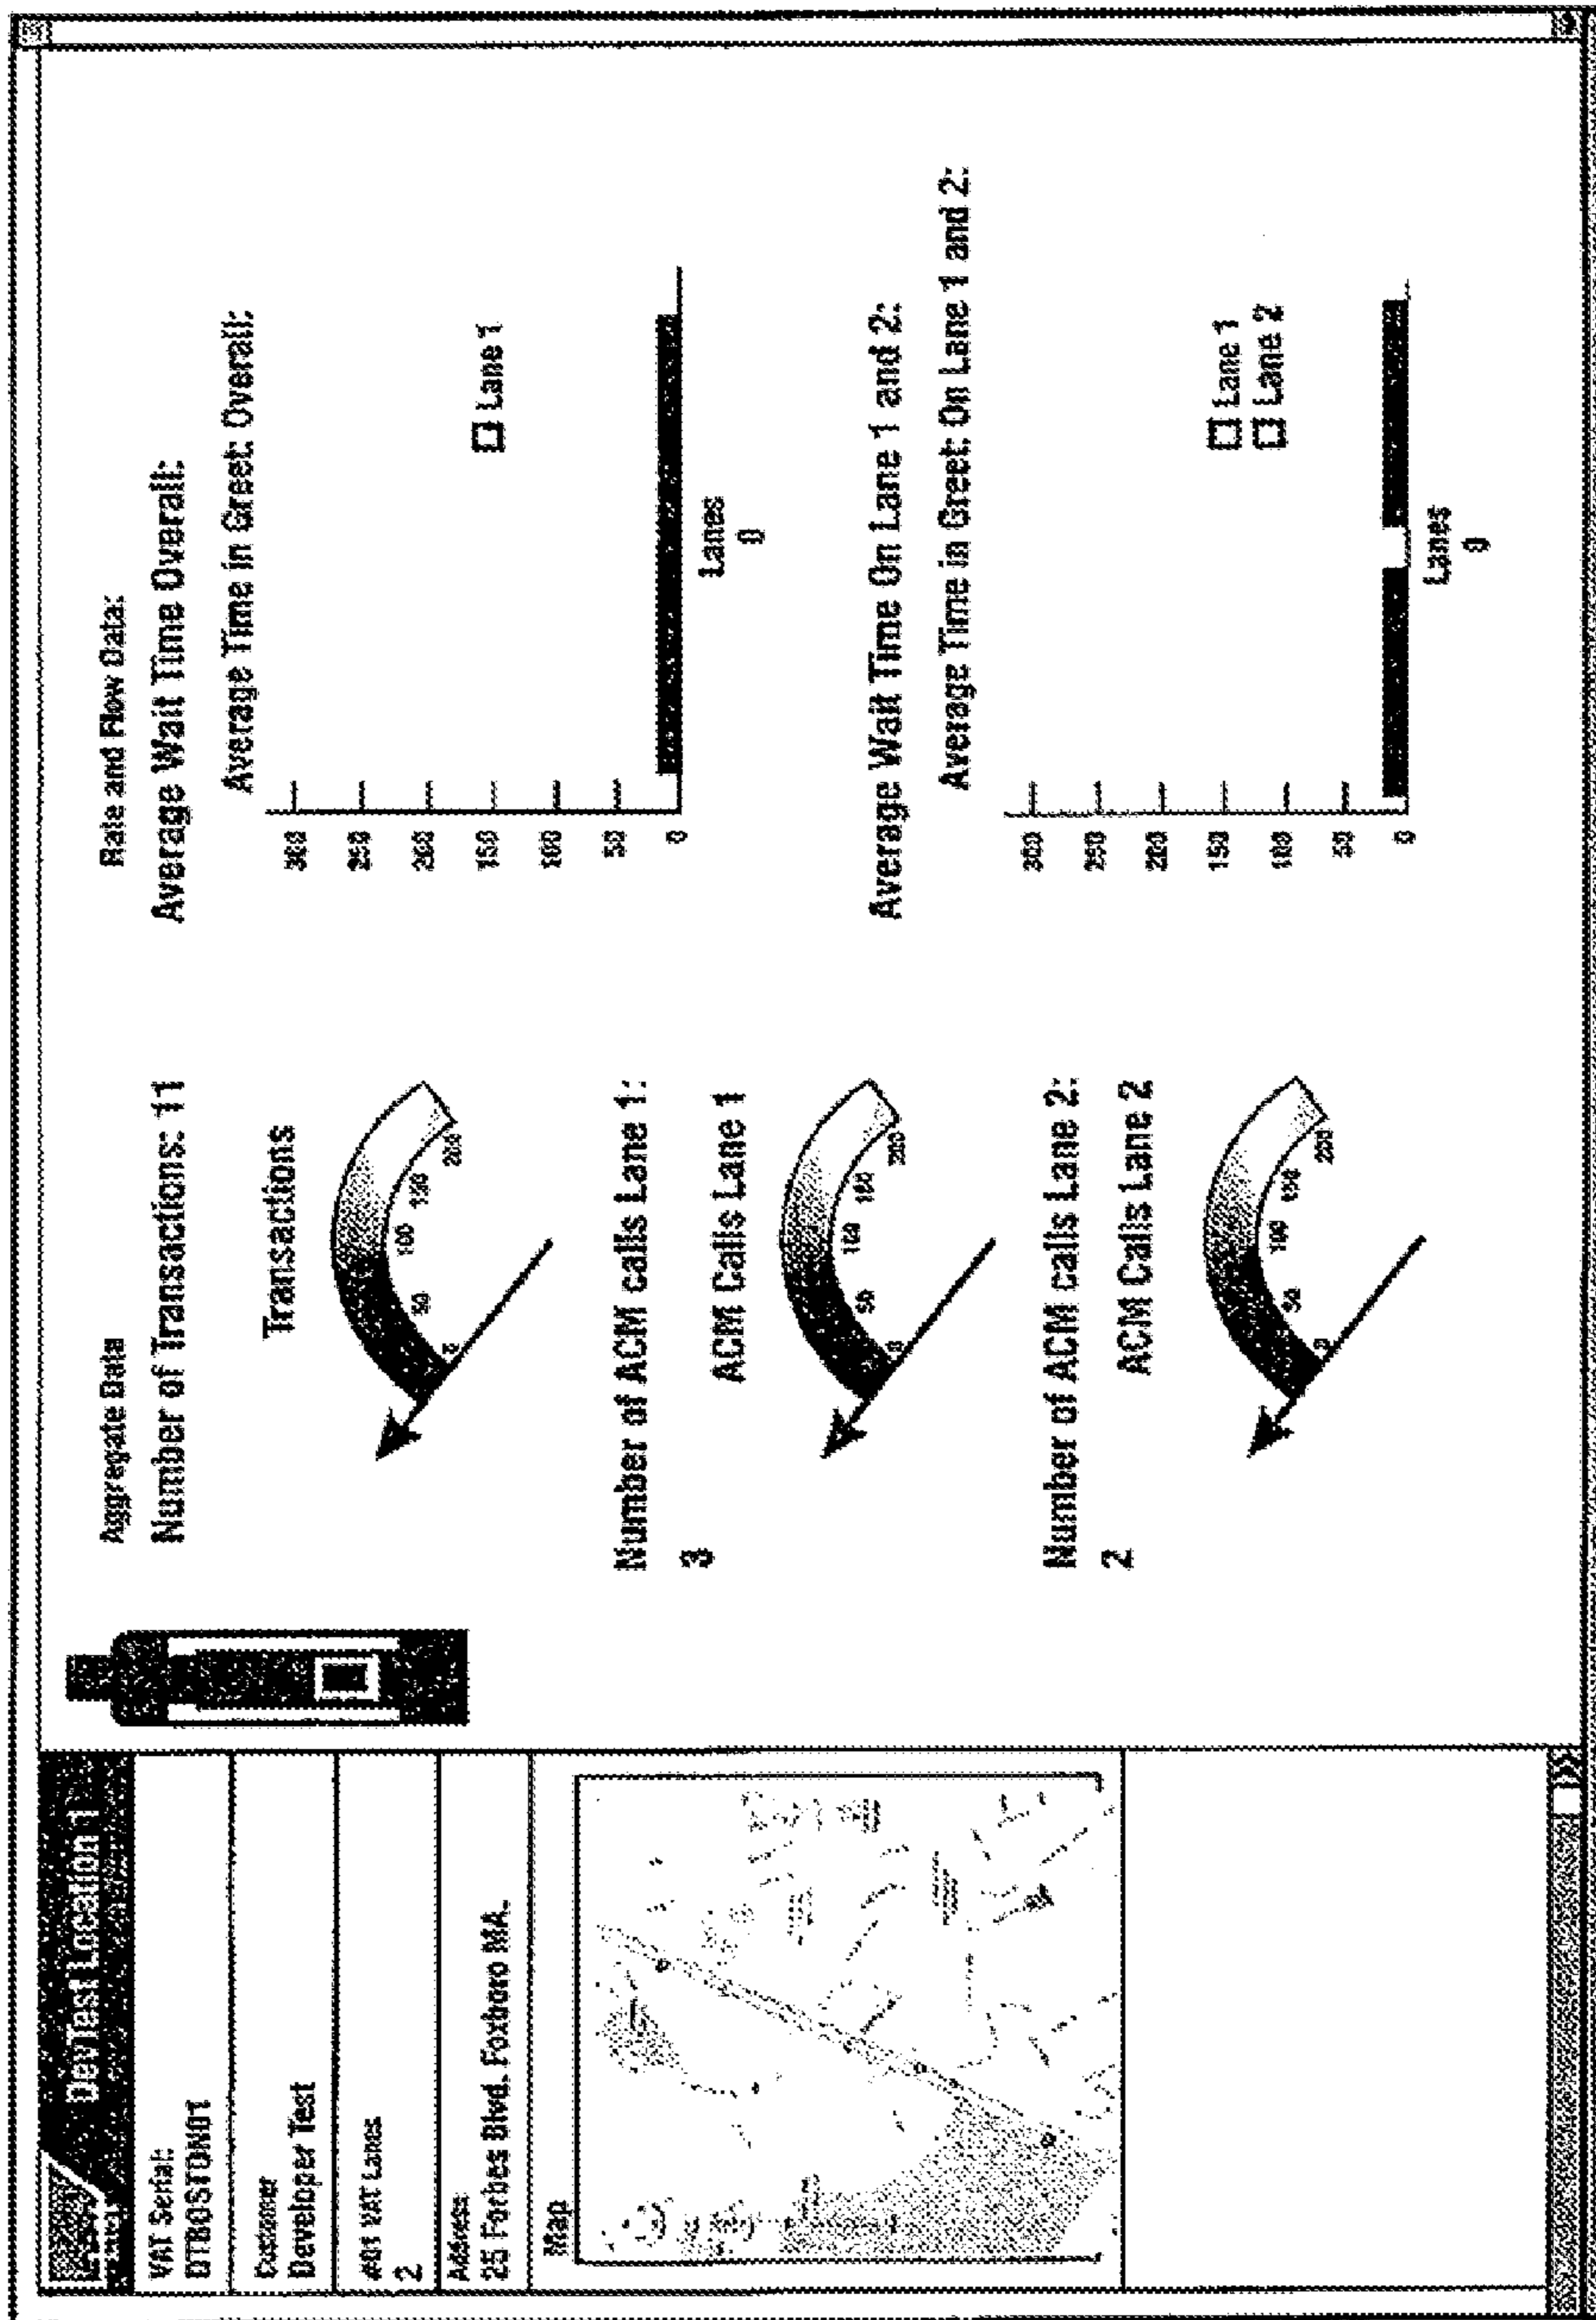 DevTest Location 1
VAT Serial:
DTBOSTON01
Customer
Developer Test
#of VAT Lanes
2
Address:
25 Forbes Blvd. Foxboro MA.
Map
Aggregate Data
Number of Transactions: 11
Transactions
0
50
100
150
200
Number of ACM calls Lane 1:
3
ACM Calls Lane 1
0
50
100
150
200
Number of ACM calls Lane 2:
2
ACM Calls Lane 2
0
50
100
150
200
Rate and Flow Data:
Average Wait Time Overall:
Average Time in Greet: Overall:
300
250
200
150
100
50
0
Lane 1
Lanes
0
Average Wait Time On Lane 1 and 2:
Average Time in Greet: On Lane 1 and 2:
300
250
200
150
100
50
0
Lane 1
Lane 2
Lanes
0